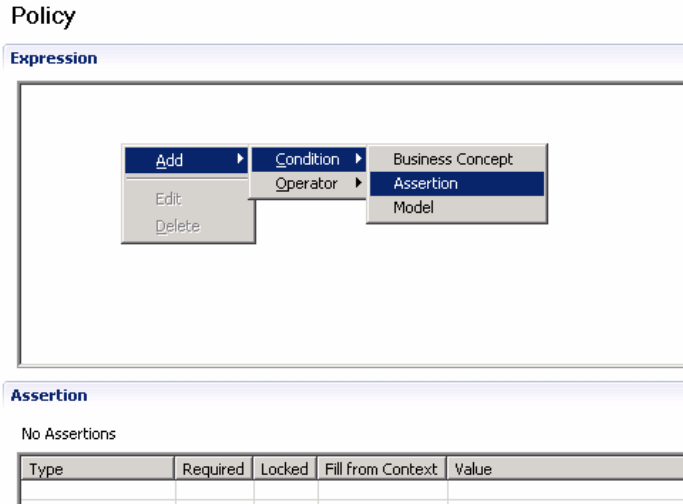 Policy
Expression
Add Condition Business Concept
Operator Assertion
Edit Model
Delete
Assertion
No Assertions
Type Required Locked Fill from Context Value